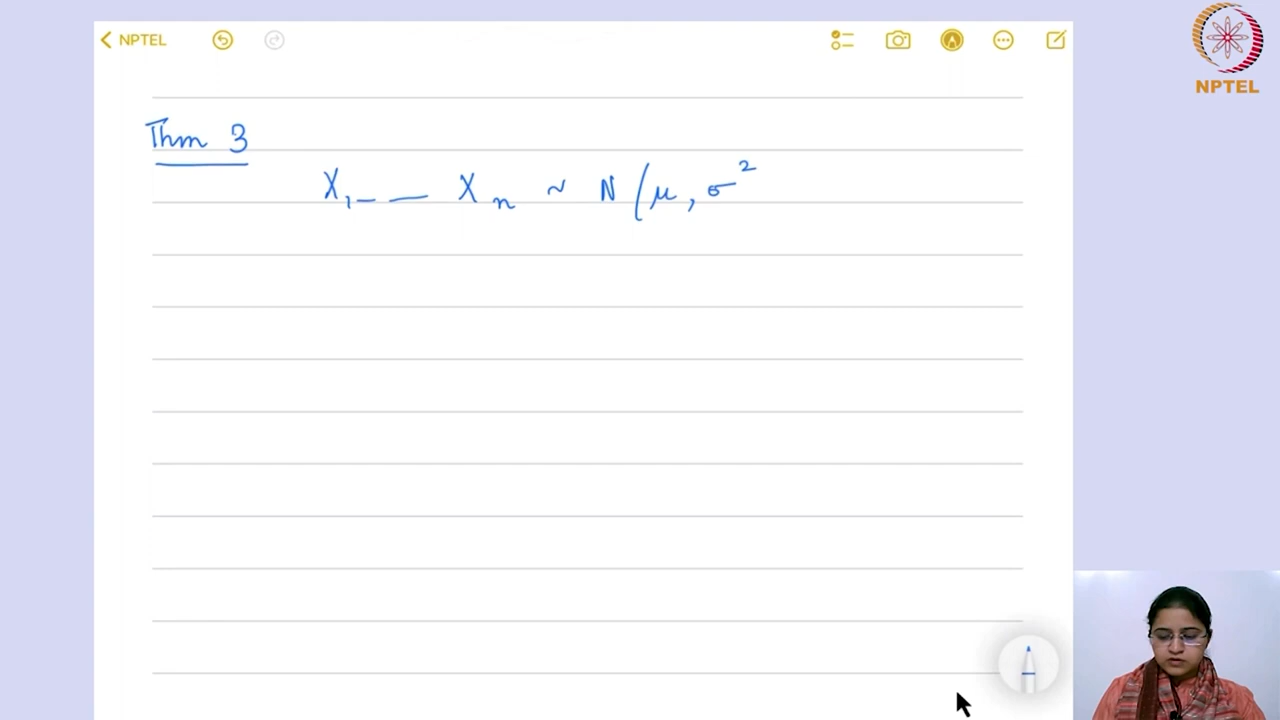 NPTEL
NPTEL
Thm 3
X₁ _ _ Xₙ ~ N(μ, σ²